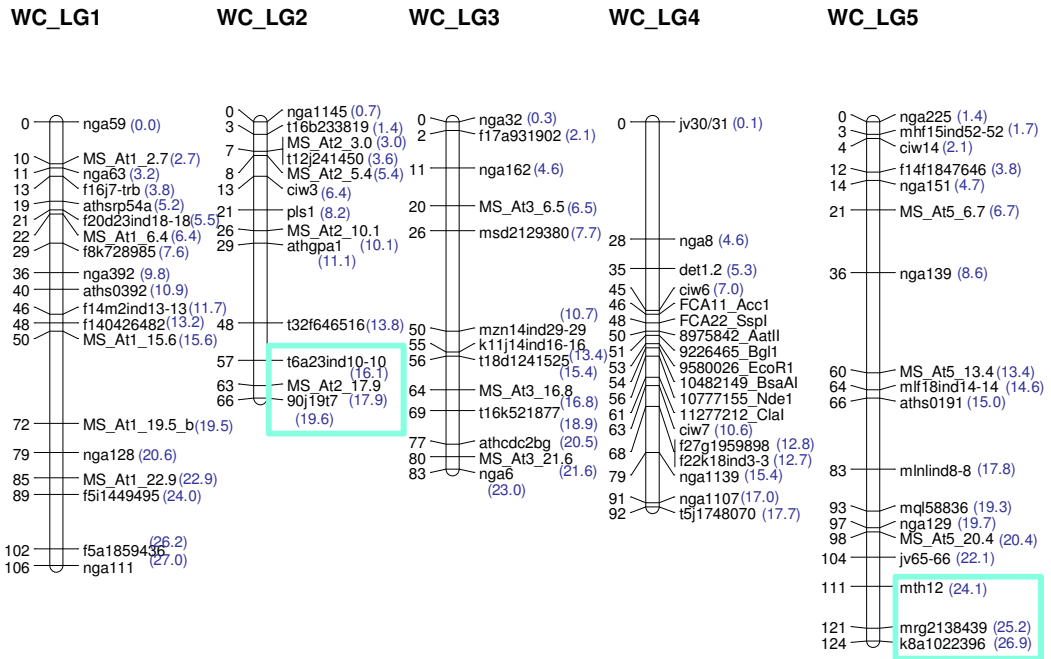 WC_LG1
0 nga59 (0.0)
10 MS_At1_2.7 (2.7)
11 nga63 (3.2)
13 f16j7-trb (3.8)
19 athsrp54a (5.2)
21 f20d23ind18-18 (5.5)
22 MS_At1_6.4 (6.4)
29 f8k728985 (7.6)
36 nga392 (9.8)
40 aths0392 (10.9)
46 f14m2ind13-13 (11.7)
48 f140426482 (13.2)
50 MS_At1_15.6 (15.6)
72 MS_At1_19.5_b (19.5)
79 nga128 (20.6)
85 MS_At1_22.9 (22.9)
89 f5i1449495 (24.0)
(26.2)
102 f5a1859436
(27.0)
106 nga111
WC_LG2
0 nga1145 (0.7)
3 t16b233819 (1.4)
7 MS_At2_3.0 (3.0)
t12j241450 (3.6)
8 MS_At2_5.4 (5.4)
13 ciw3 (6.4)
21 pls1 (8.2)
26 MS_At2_10.1
29 athgpa1 (10.1)
(11.1)
48 t32f646516 (13.8)
57 t6a23ind10-10
(16.1)
63 MS_At2_17.9
66 90j19t7 (17.9)
(19.6)
WC_LG3
0 nga32 (0.3)
2 f17a931902 (2.1)
11 nga162 (4.6)
20 MS_At3_6.5 (6.5)
26 msd2129380 (7.7)
(10.7)
50 mzn14ind29-29
55 k11j14ind16-16
(13.4)
56 t18d1241525
(15.4)
64 MS_At3_16.8
(16.8)
69 t16k521877
(18.9)
77 athcdc2bg (20.5)
80 MS_At3_21.6
83 nga6 (21.6)
(23.0)
WC_LG4
0 jv30/31 (0.1)
28 nga8 (4.6)
35 det1.2 (5.3)
45 ciw6 (7.0)
46 FCA11_Acc1
48 FCA22_SspI
50 8975842_AatII
51 9226465_Bgl1
53 9580026_EcoR1
54 10482149_BsaAI
56 10777155_Nde1
61 11277212_ClaI
63 ciw7 (10.6)
68 f27g1959898 (12.8)
f22k18ind3-3 (12.7)
79 nga1139 (15.4)
91 nga1107 (17.0)
92 t5j1748070 (17.7)
WC_LG5
0 nga225 (1.4)
3 mhf15ind52-52 (1.7)
4 ciw14 (2.1)
12 f14f1847646 (3.8)
14 nga151 (4.7)
21 MS_At5_6.7 (6.7)
36 nga139 (8.6)
60 MS_At5_13.4 (13.4)
64 mlf18ind14-14 (14.6)
66 aths0191 (15.0)
83 mlnlind8-8 (17.8)
93 mql58836 (19.3)
97 nga129 (19.7)
98 MS_At5_20.4 (20.4)
104 jv65-66 (22.1)
111 mth12 (24.1)
121 mrg2138439 (25.2)
124 k8a1022396 (26.9)